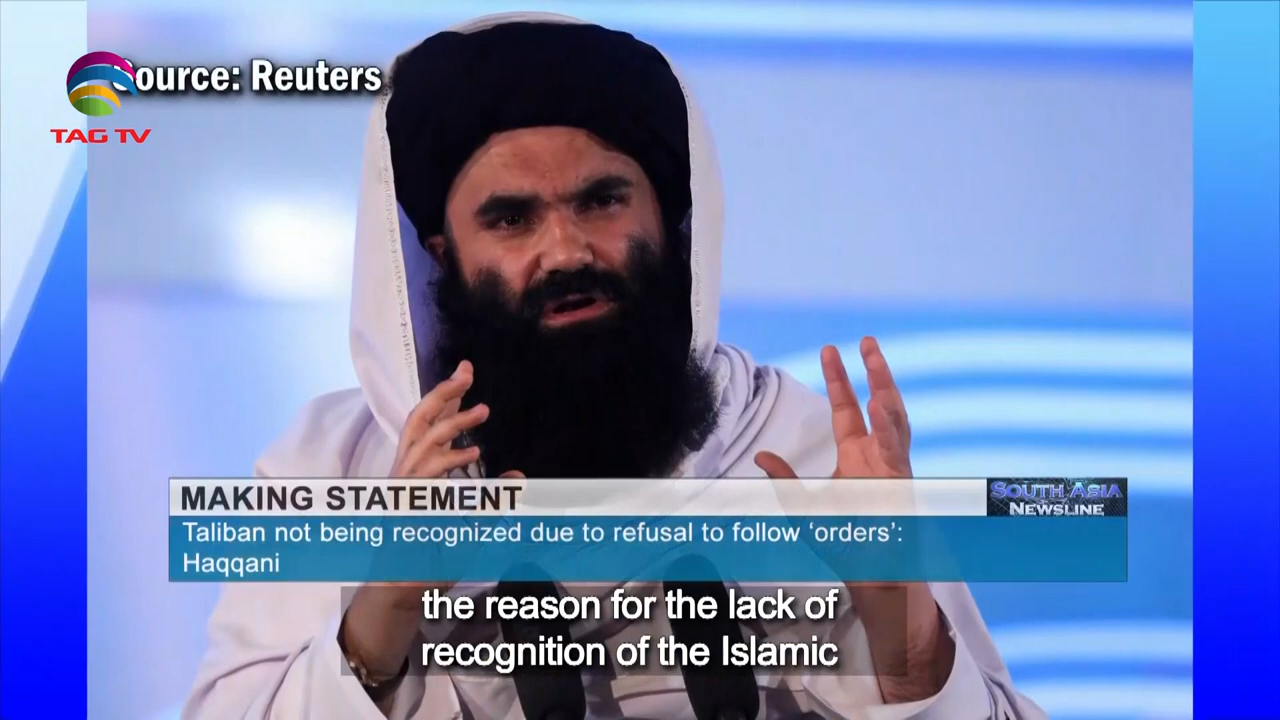 Source: Reuters
TAG TV
MAKING STATEMENT
SOUTH ASIA
NEWSLINE
Taliban not being recognized due to refusal to follow ‘orders’:
Haqqani
the reason for the lack of
recognition of the Islamic